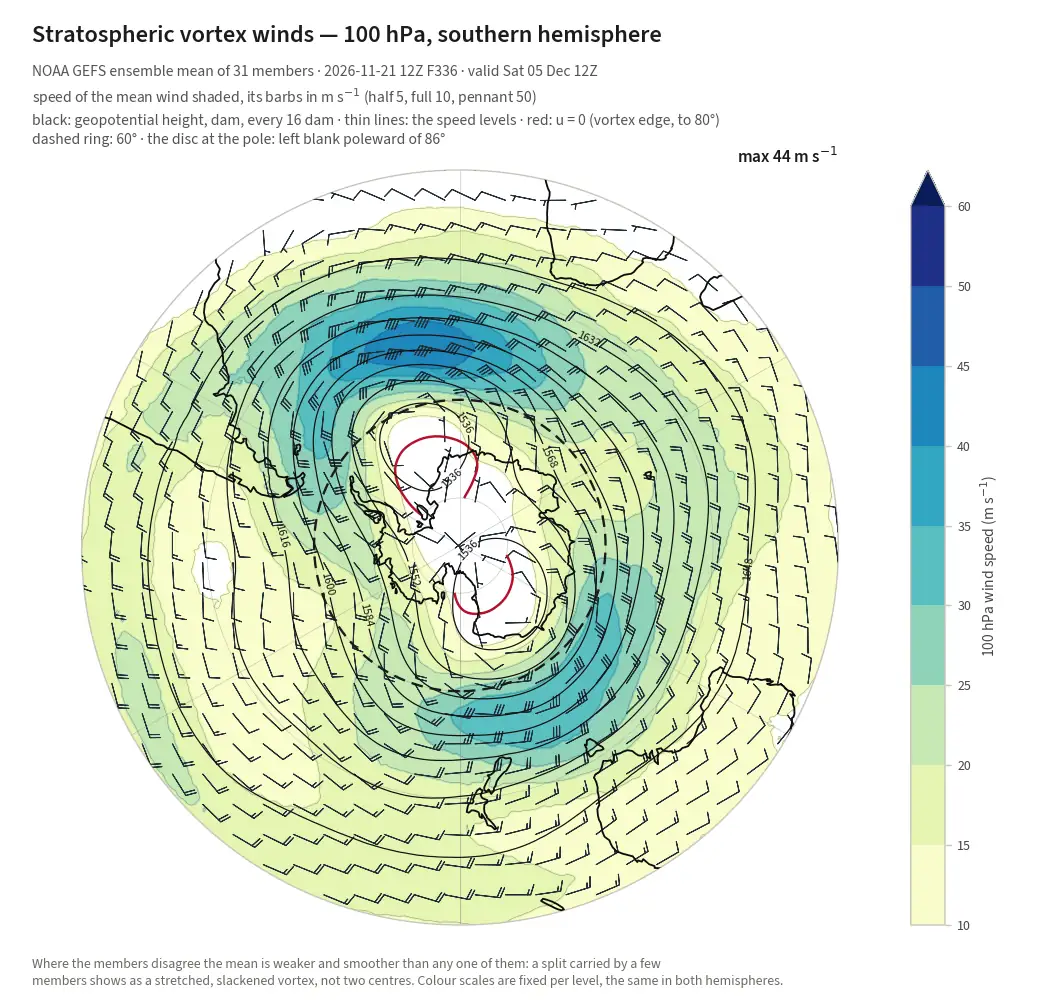 Stratospheric vortex winds — 100 hPa, southern hemisphere
NOAA GEFS ensemble mean of 31 members · 2026-11-21 12Z F336 · valid Sat 05 Dec 12Z
speed of the mean wind shaded, its barbs in m s⁻¹ (half 5, full 10, pennant 50)
black: geopotential height, dam, every 16 dam · thin lines: the speed levels · red: u = 0 (vortex edge, to 80°)
dashed ring: 60° · the disc at the pole: left blank poleward of 86°
max 44 m s⁻¹
60
50
45
40
35
30
25
20
15
10
100 hPa wind speed (m s⁻¹)
1632
1536
1568
1536
1536
1616
1552
1600
1584
1648
Where the members disagree the mean is weaker and smoother than any one of them: a split carried by a few
members shows as a stretched, slackened vortex, not two centres. Colour scales are fixed per level, the same in both hemispheres.